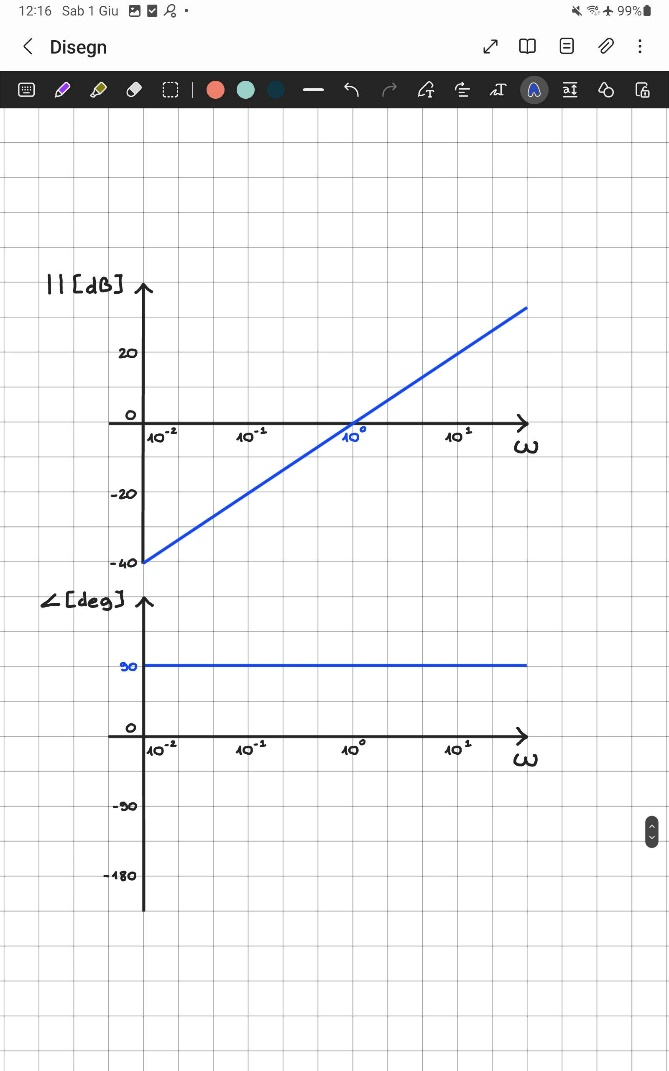 12:16 Sab 1 Giu 99%
Disegn
|| [dB]
20
0
10⁻² 10⁻¹ 10⁰ 10¹
ω
-20
-40
∠[deg]
90
0
10⁻² 10⁻¹ 10⁰ 10¹
ω
-90
-180